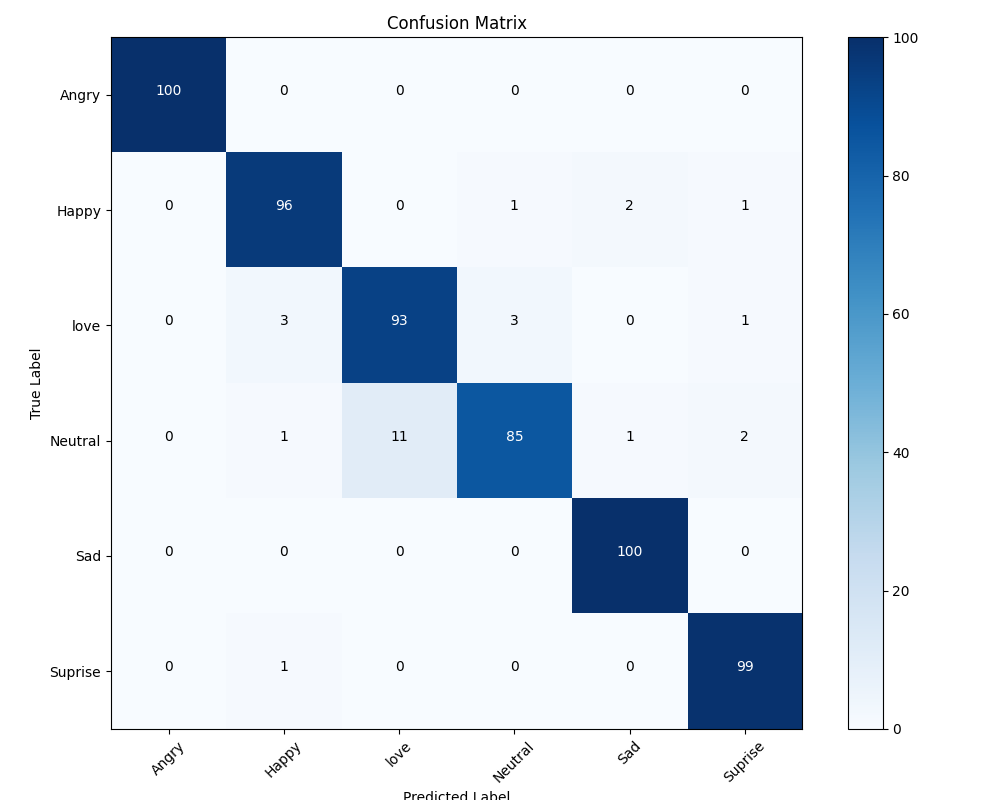 Confusion Matrix
Angry 100 0 0 0 0 0
Happy 0 96 0 1 2 1
love 0 3 93 3 0 1
Neutral 0 1 11 85 1 2
Sad 0 0 0 0 100 0
Suprise 0 1 0 0 0 99
True Label
Angry Happy love Neutral Sad Suprise
Predicted Label
100
80
60
40
20
0